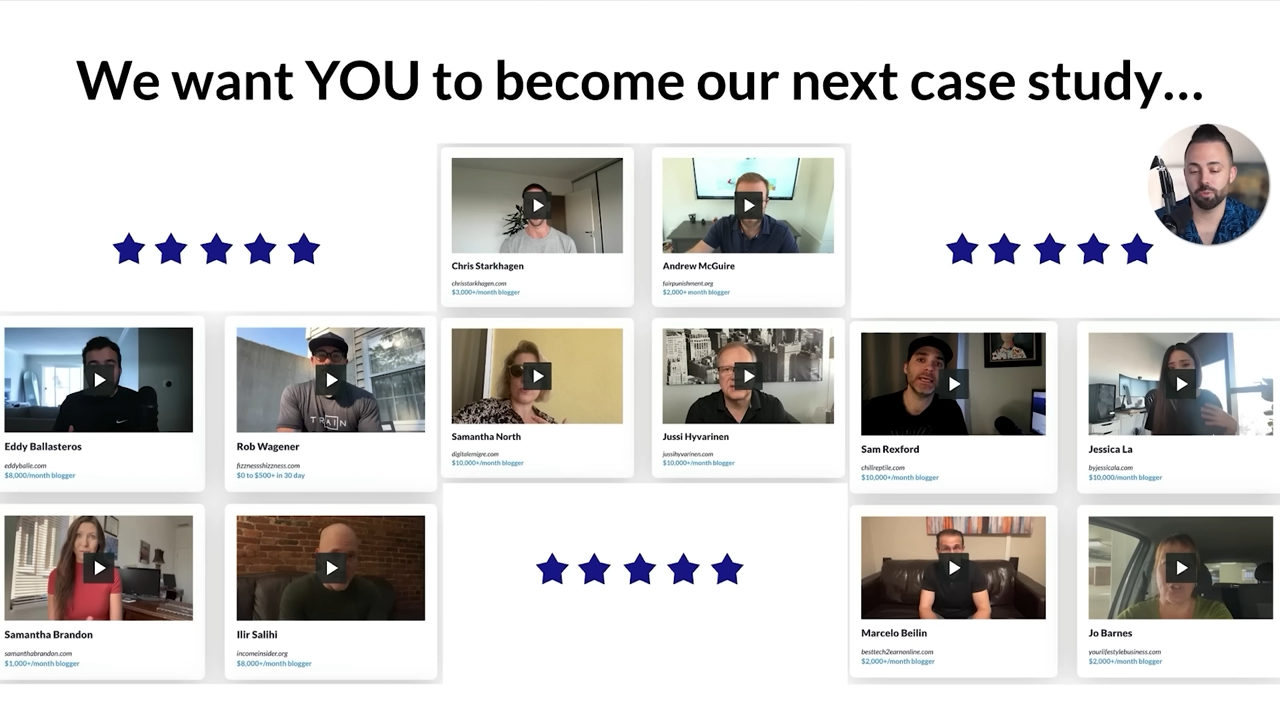 We want YOU to become our next case study...
Chris Starkhagen
chrisstarkhagen.com
$3,000+/month blogger
Andrew McGuire
fairpunishment.org
$2,000+ month blogger
Eddy Ballasteros
eddyballe.com
$8,000/month blogger
Rob Wagener
fizznessshizzness.com
$0 to $500+ in 30 day
TRAIN
Samantha North
digitalemigre.com
$10,000+/month blogger
Jussi Hyvarinen
jussihyvarinen.com
$10,000+/month blogger
Sam Rexford
chillreptile.com
$10,000+/month blogger
Jessica La
byjessicala.com
$10,000/month blogger
Samantha Brandon
samanthabrandon.com
$1,000+/month blogger
Ilir Salihi
incomeinsider.org
$8,000+/month blogger
Marcelo Beilin
besttech2earnonline.com
$2,000+/month blogger
Jo Barnes
yourlifestylebusiness.com
$2,000+/month blogger